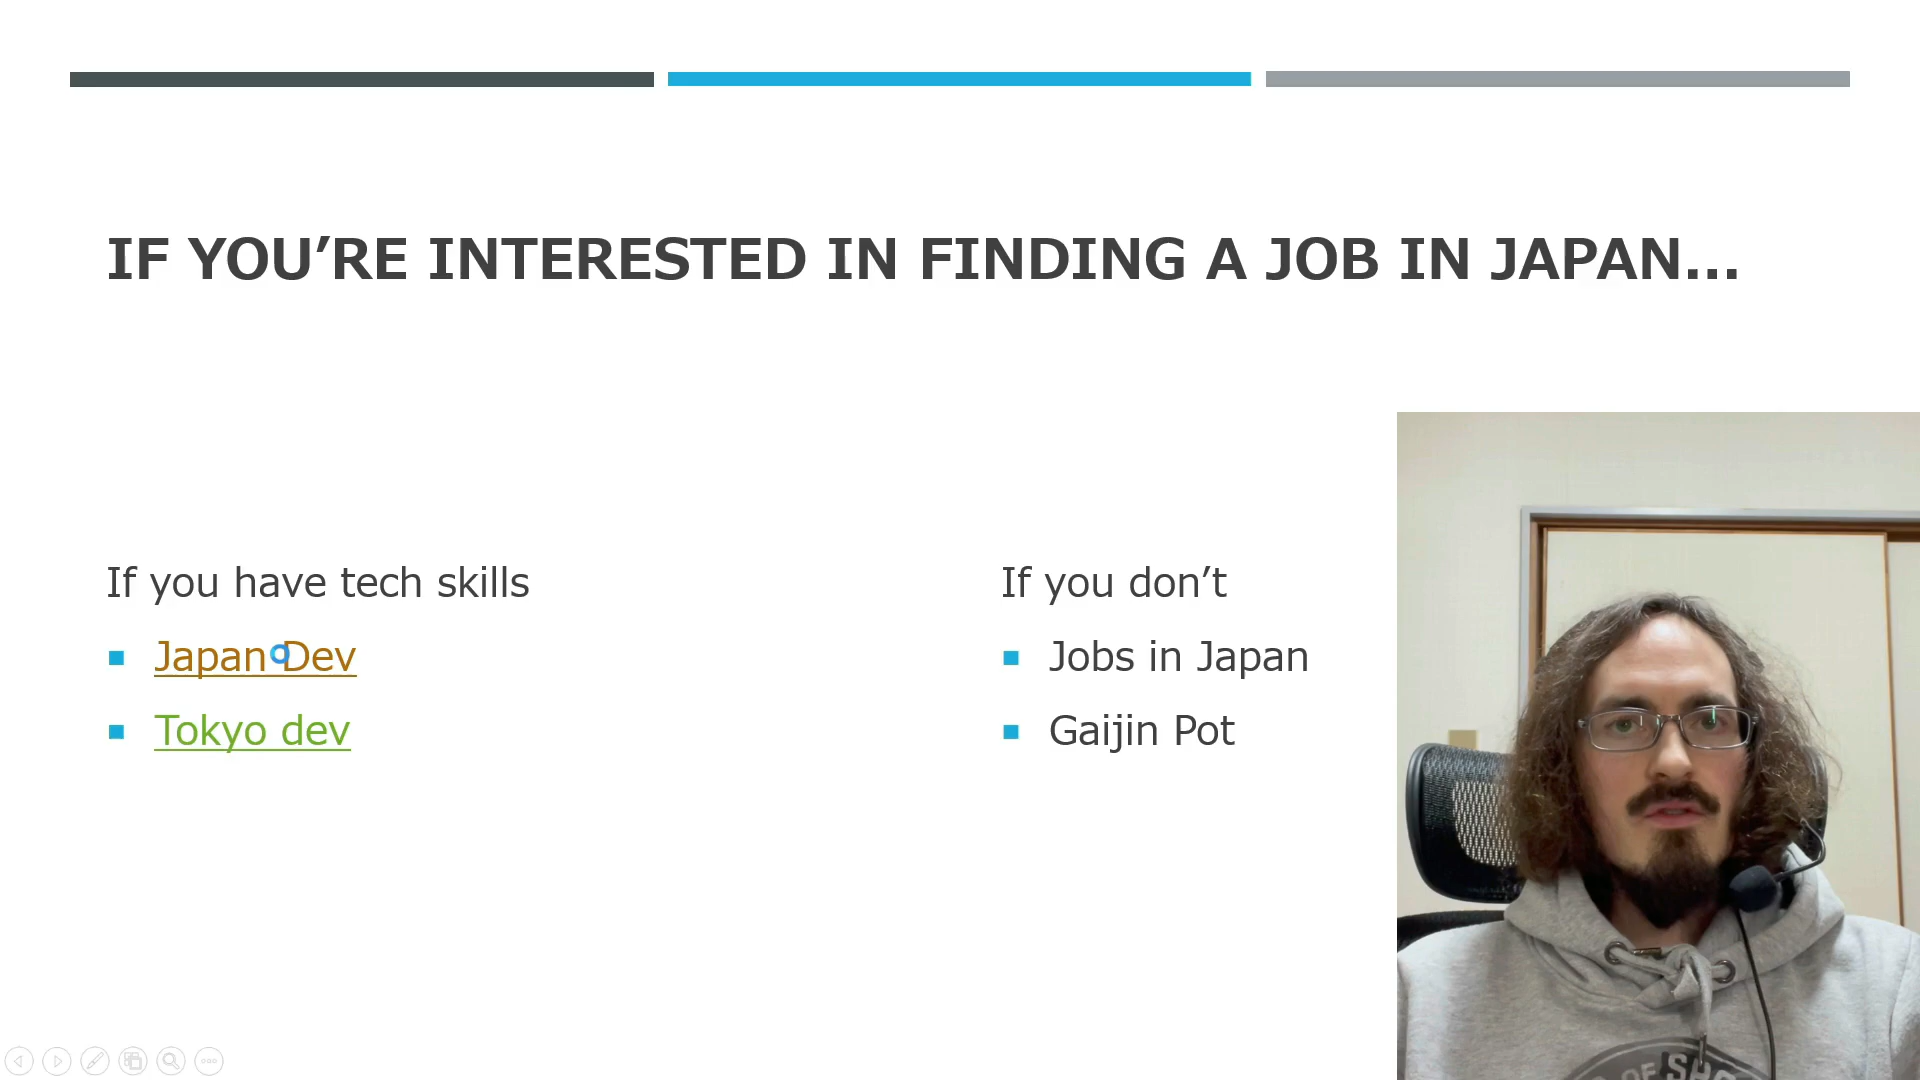 IF YOU’RE INTERESTED IN FINDING A JOB IN JAPAN…
If you have tech skills
Japan Dev
Tokyo dev
If you don’t
Jobs in Japan
Gaijin Pot
OF